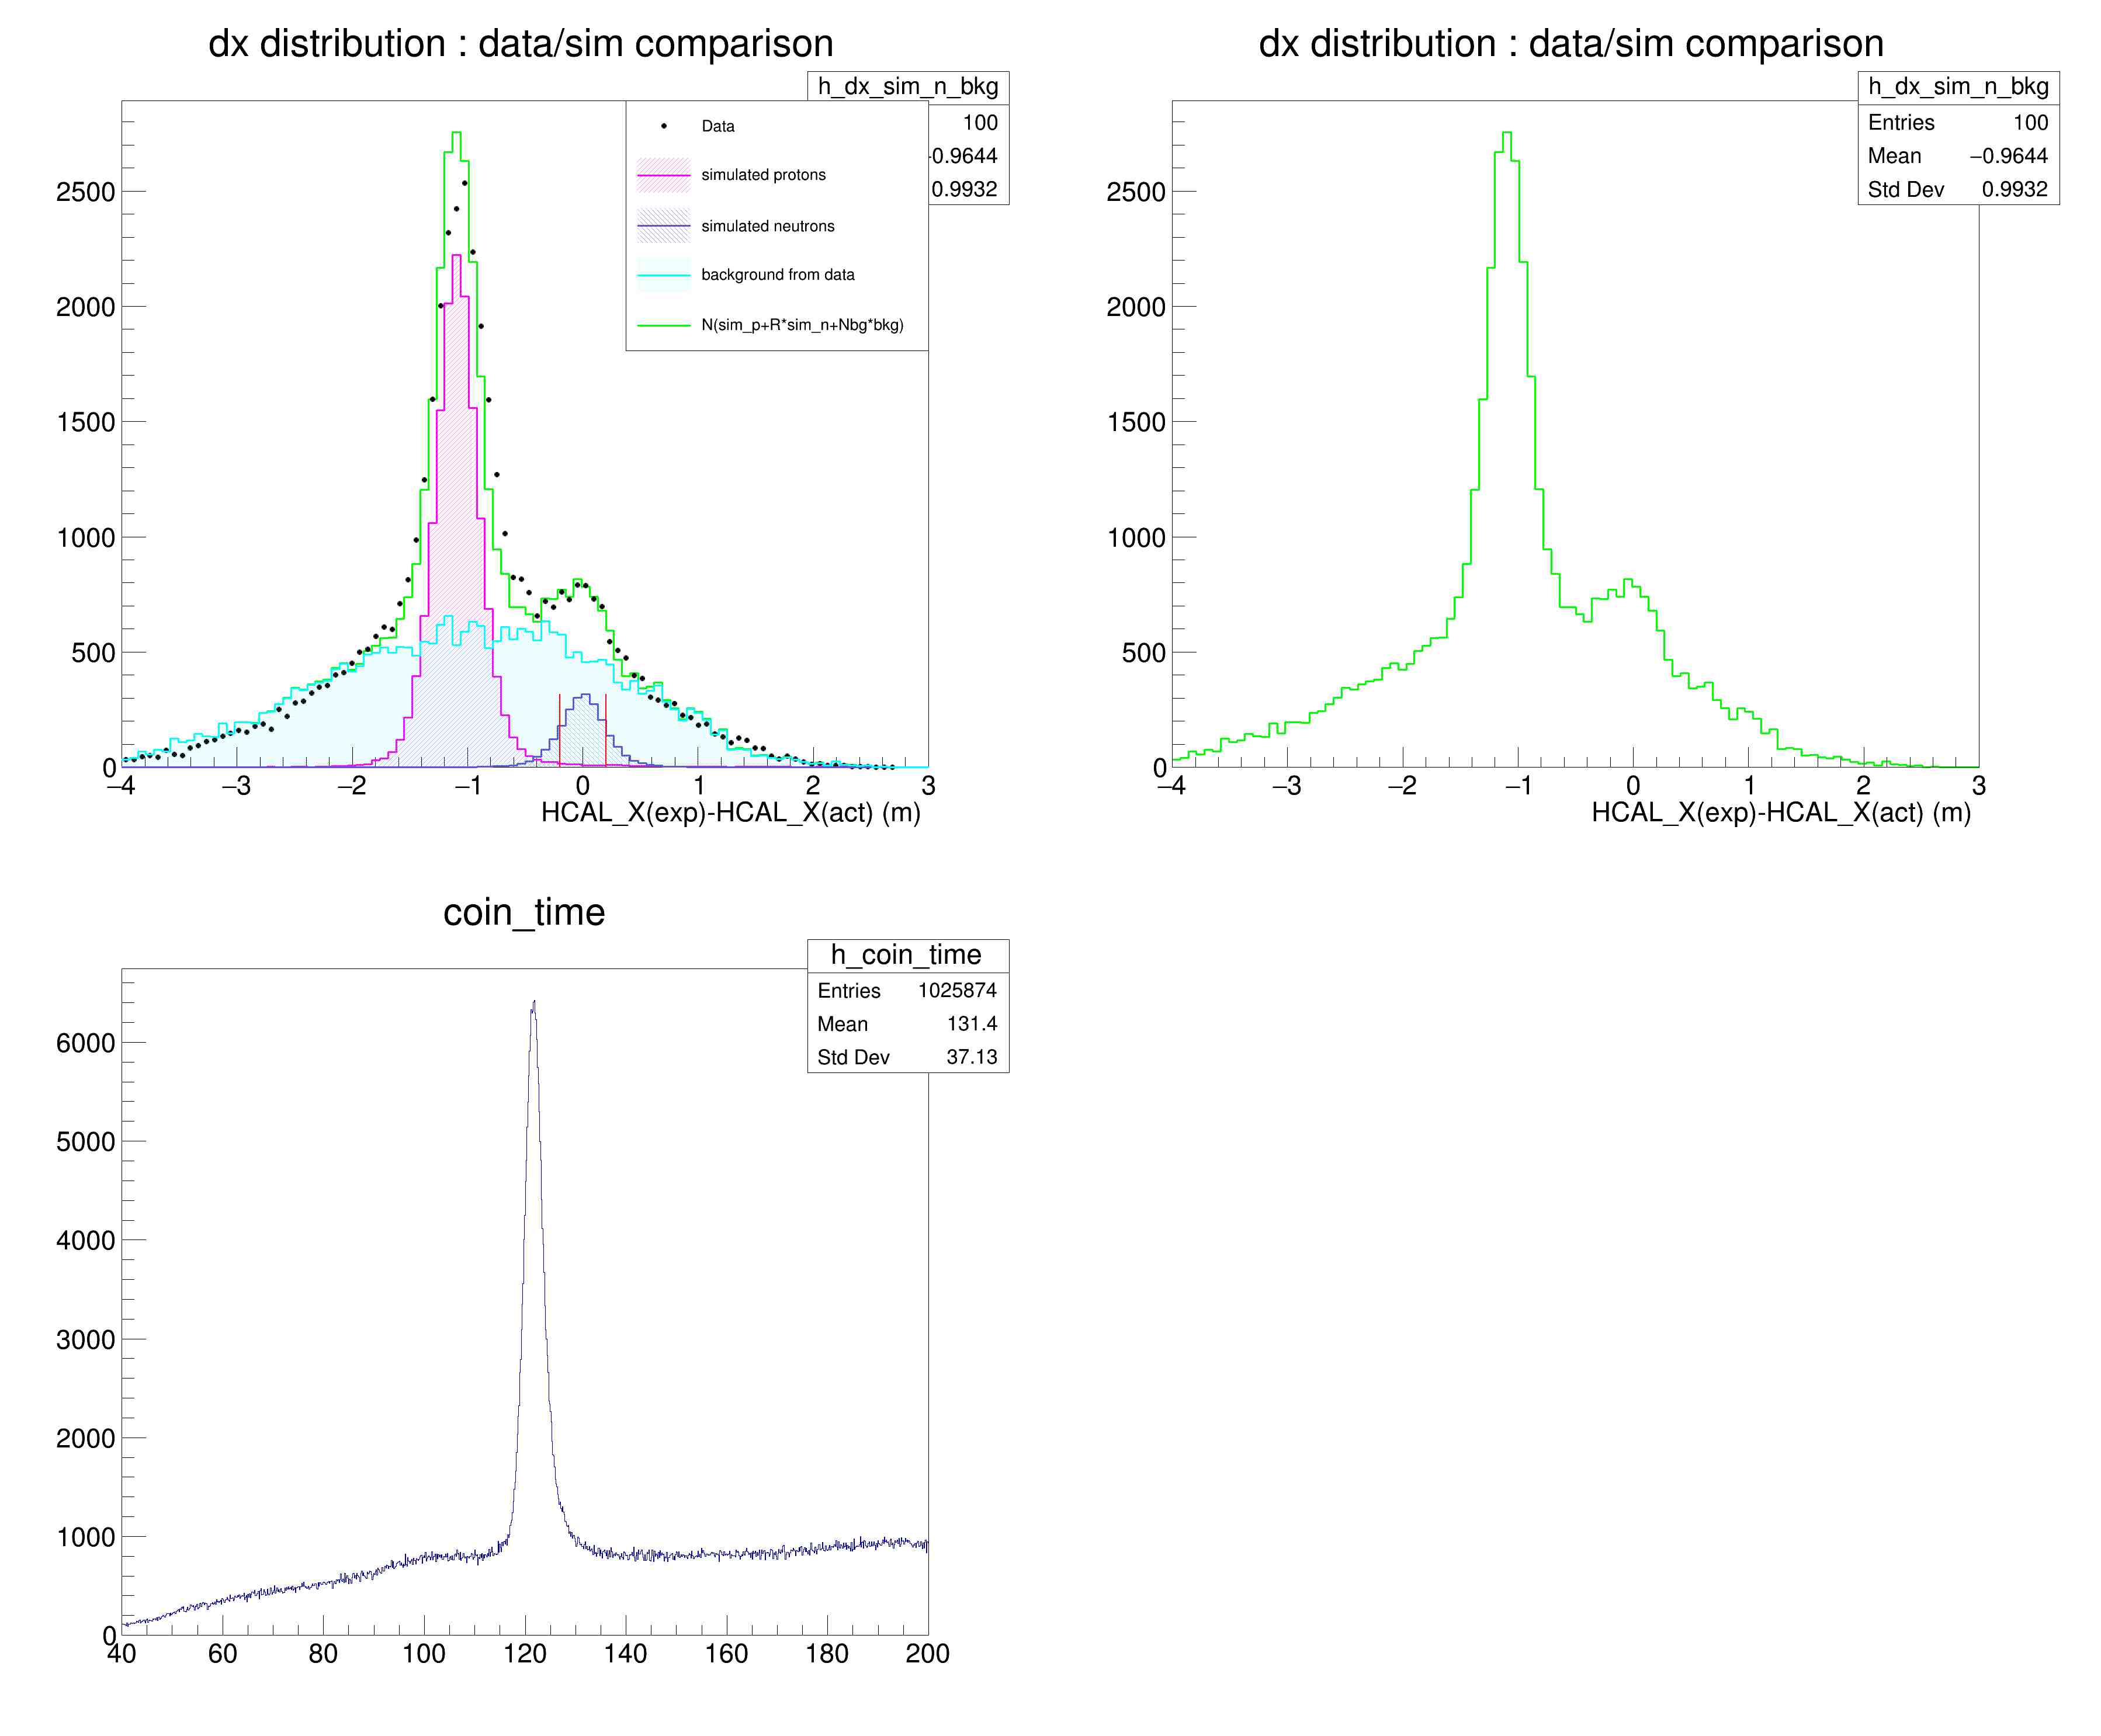 dx distribution : data/sim comparison
h_dx_sim_n_bkg
100
-0.9644
0.9932
Data
simulated protons
simulated neutrons
background from data
N(sim_p+R*sim_n+Nbg*bkg)
2500
2000
1500
1000
500
0
−4 −3 −2 −1 0 1 2 3
HCAL_X(exp)-HCAL_X(act) (m)
dx distribution : data/sim comparison
h_dx_sim_n_bkg
Entries 100
Mean −0.9644
Std Dev 0.9932
2500
2000
1500
1000
500
0
−4 −3 −2 −1 0 1 2 3
HCAL_X(exp)-HCAL_X(act) (m)
coin_time
h_coin_time
Entries 1025874
Mean 131.4
Std Dev 37.13
6000
5000
4000
3000
2000
1000
0
40 60 80 100 120 140 160 180 200